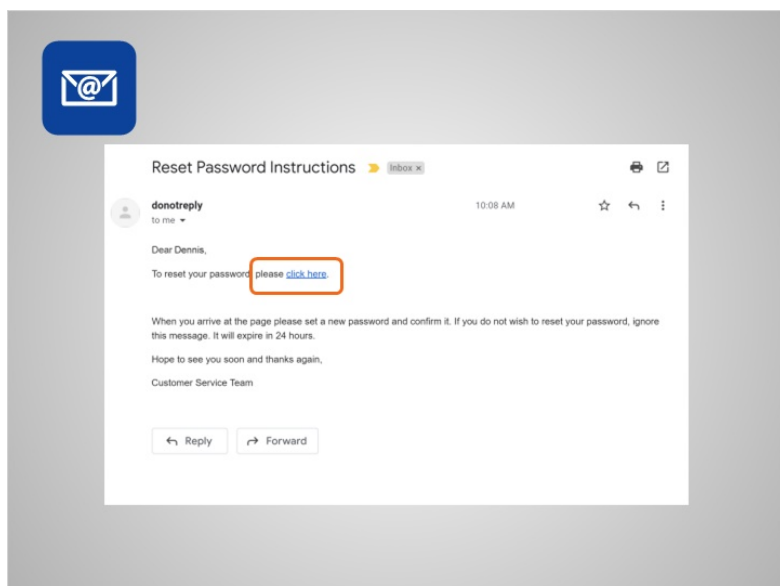 @
Reset Password Instructions Inbox x
donotreply 10:08 AM
to me
Dear Dennis,
To reset your password, please click here.
When you arrive at the page please set a new password and confirm it. If you do not wish to reset your password, ignore
this message. It will expire in 24 hours.
Hope to see you soon and thanks again,
Customer Service Team
Reply Forward